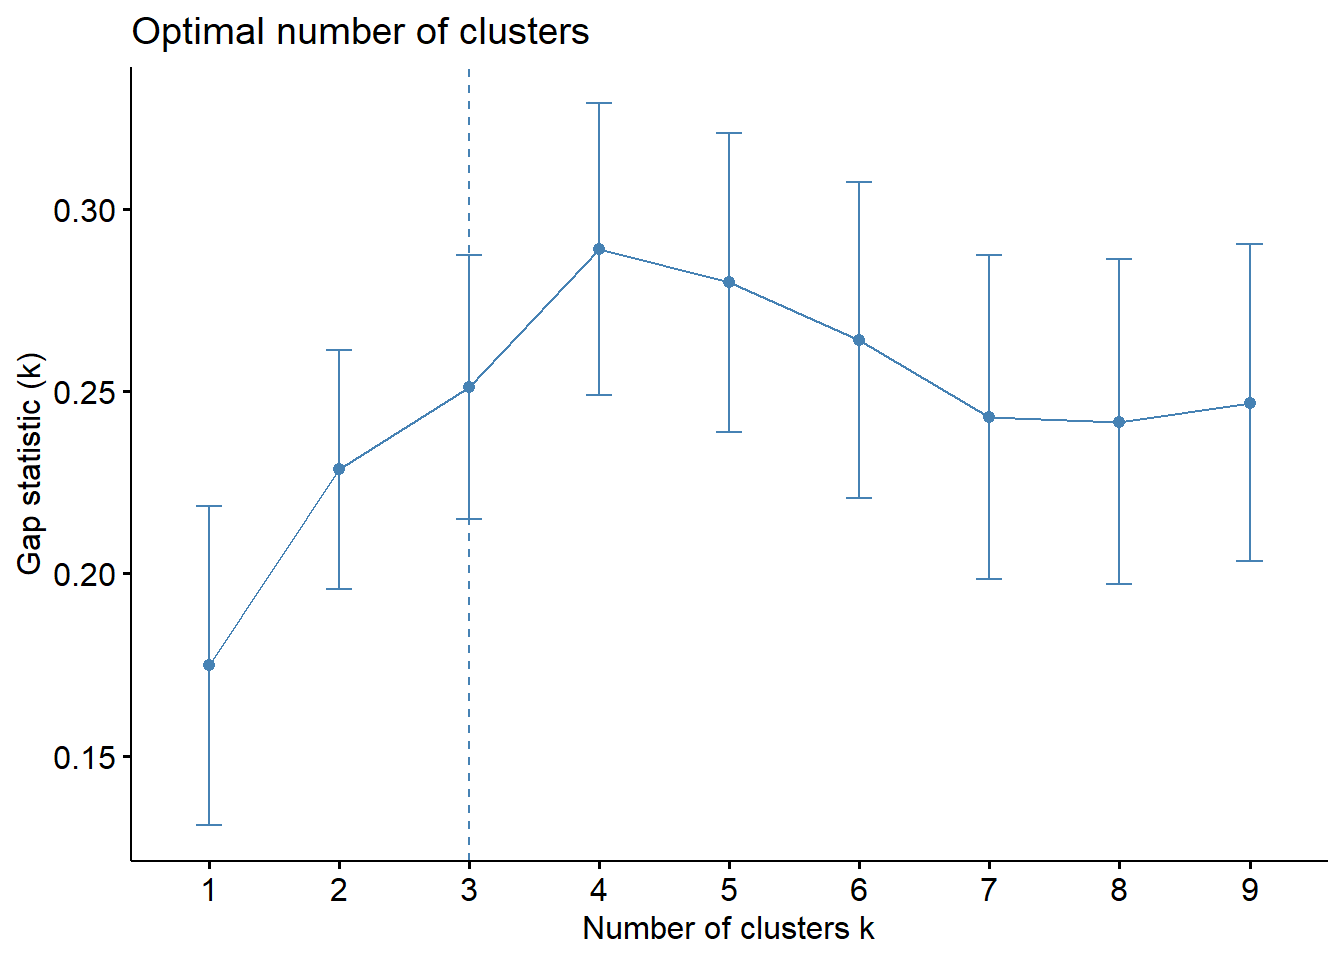 Optimal number of clusters
Gap statistic (k)
0.30
0.25
0.20
0.15
1 2 3 4 5 6 7 8 9
Number of clusters k